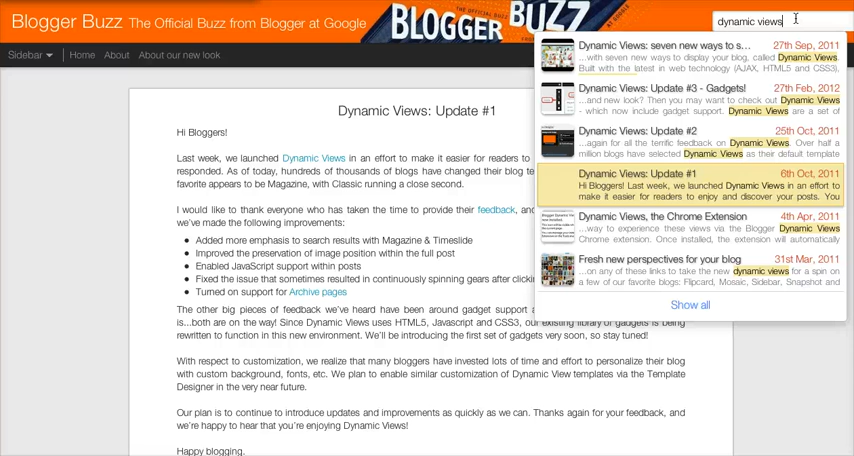 Blogger Buzz The Official Buzz from Blogger at Google
BLOGGER BUZZ
THE OFFICIAL BUZZ
FROM BLOGGER
AT GOOGLE
dynamic views
Sidebar Home About About our new look
Dynamic Views: Update #1
Hi Bloggers!
Last week, we launched Dynamic Views in an effort to make it easier for readers to
responded. As of today, hundreds of thousands of blogs have changed their blog te
favorite appears to be Magazine, with Classic running a close second.
I would like to thank everyone who has taken the time to provide their feedback, and
we've made the following improvements:
Added more emphasis to search results with Magazine & Timeslide
Improved the preservation of image position within the full post
Enabled JavaScript support within posts
Fixed the issue that sometimes resulted in continuously spinning gears after clicki
Turned on support for Archive pages
The other big pieces of feedback we've heard have been around gadget support a
is...both are on the way! Since Dynamic Views uses HTML5, Javascript and CSS3, our existing library of gadgets is being
rewritten to function in this new environment. We'll be introducing the first set of gadgets very soon, so stay tuned!
With respect to customization, we realize that many bloggers have invested lots of time and effort to personalize their blog
with custom background, fonts, etc. We plan to enable similar customization of Dynamic View templates via the Template
Designer in the very near future.
Our plan is to continue to introduce updates and improvements as quickly as we can. Thanks again for your feedback, and
we're happy to hear that you're enjoying Dynamic Views!
Happy blogging.
Dynamic Views: seven new ways to s... 27th Sep, 2011
...with seven new ways to display your blog, called Dynamic Views.
Built with the latest in web technology (AJAX, HTML5 and CSS3),
Dynamic Views: Update #3 - Gadgets! 27th Feb, 2012
...and new look? Then you may want to check out Dynamic Views
- which now include gadget support. Dynamic Views are a set of
Dynamic Views: Update #2 25th Oct, 2011
...again for all the terrific feedback on Dynamic Views. Over half a
million blogs have selected Dynamic Views as their default template
Dynamic Views: Update #1 6th Oct, 2011
Hi Bloggers! Last week, we launched Dynamic Views in an effort to
make it easier for readers to enjoy and discover your posts. You
Dynamic Views, the Chrome Extension 4th Apr, 2011
...way to experience these views via the Blogger Dynamic Views
Chrome extension. Once installed, the extension will automatically
Fresh new perspectives for your blog 31st Mar, 2011
...on any of these links to take the new dynamic views for a spin on
a few of our favorite blogs: Flipcard, Mosaic, Sidebar, Snapshot and
Show all